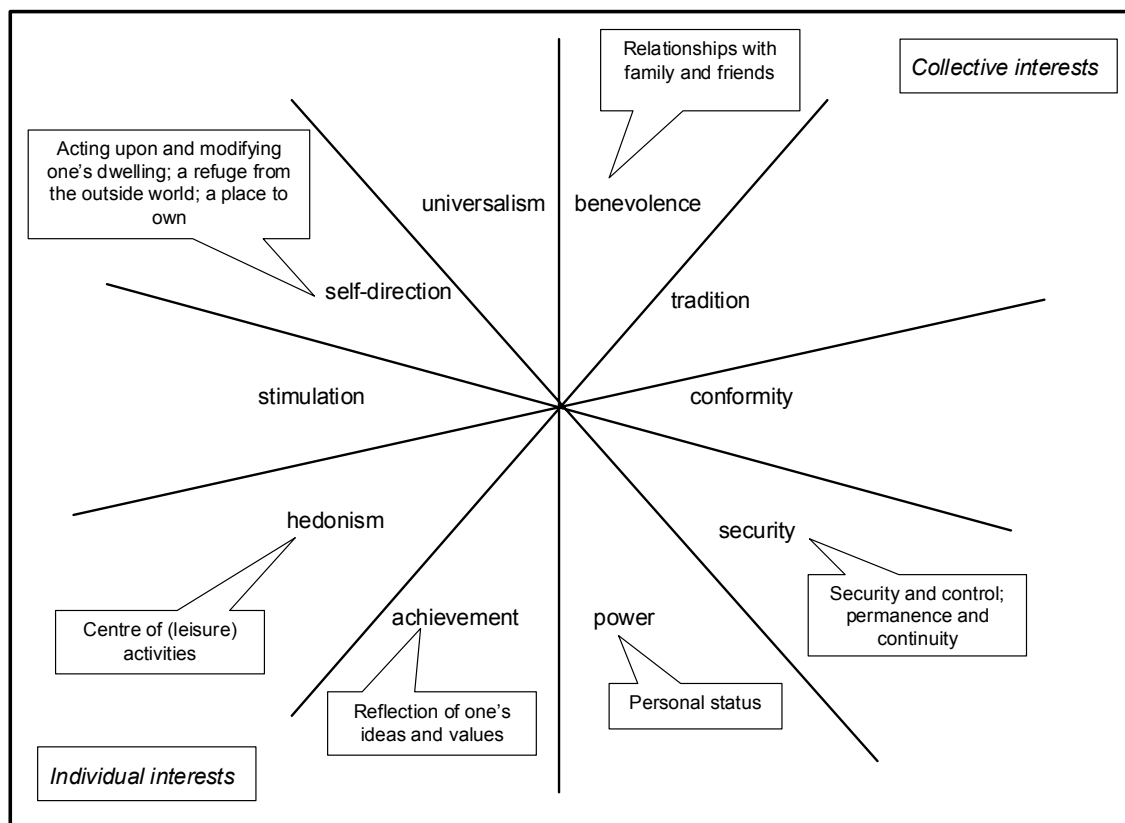 Relationships with
family and friends
Collective interests
Acting upon and modifying
one's dwelling; a refuge from
the outside world; a place to
own
universalism
benevolence
self-direction
tradition
stimulation
conformity
hedonism
security
Centre of (leisure)
activities
achievement
power
Security and control;
permanence and
continuity
Reflection of one's
ideas and values
Personal status
Individual interests